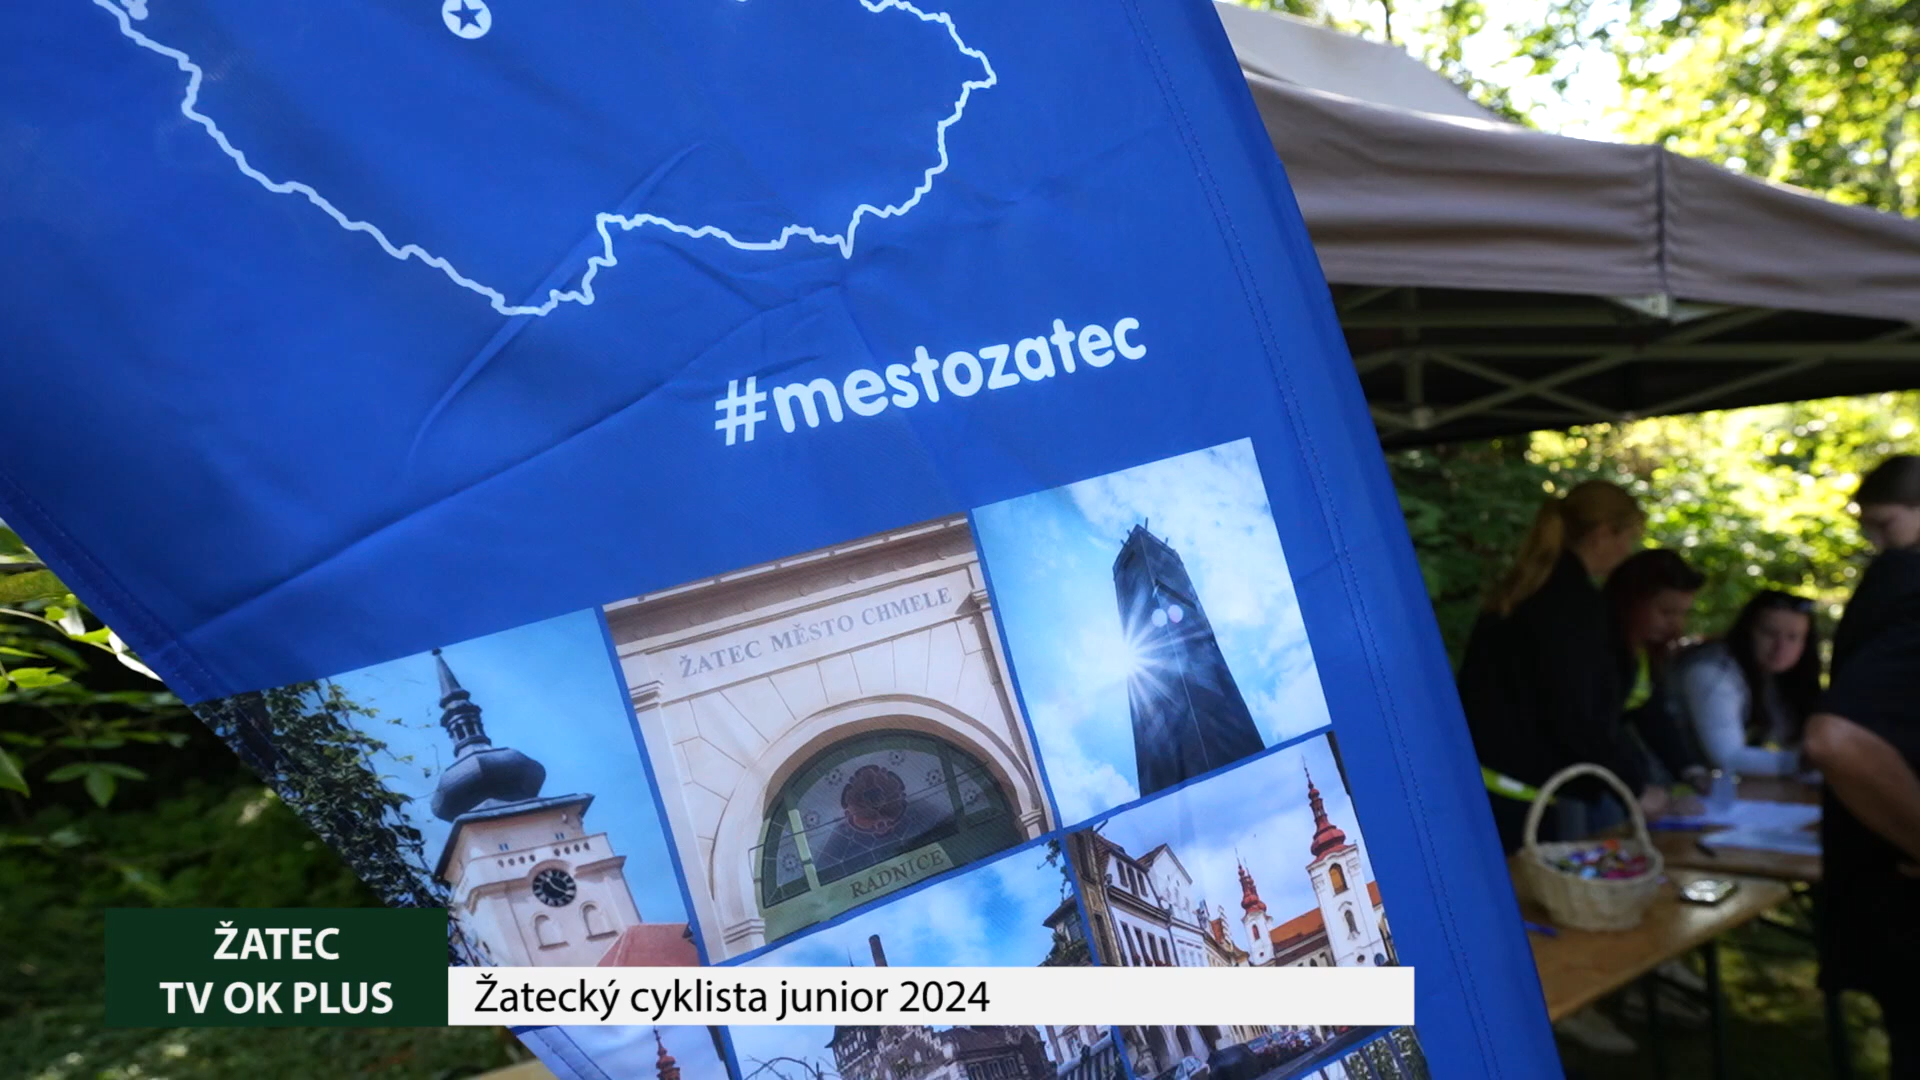 #mestozatec
ŽATEC MĚSTO CHMELE
RADNICE
ŽATEC
TV OK PLUS
Žatecký cyklista junior 2024